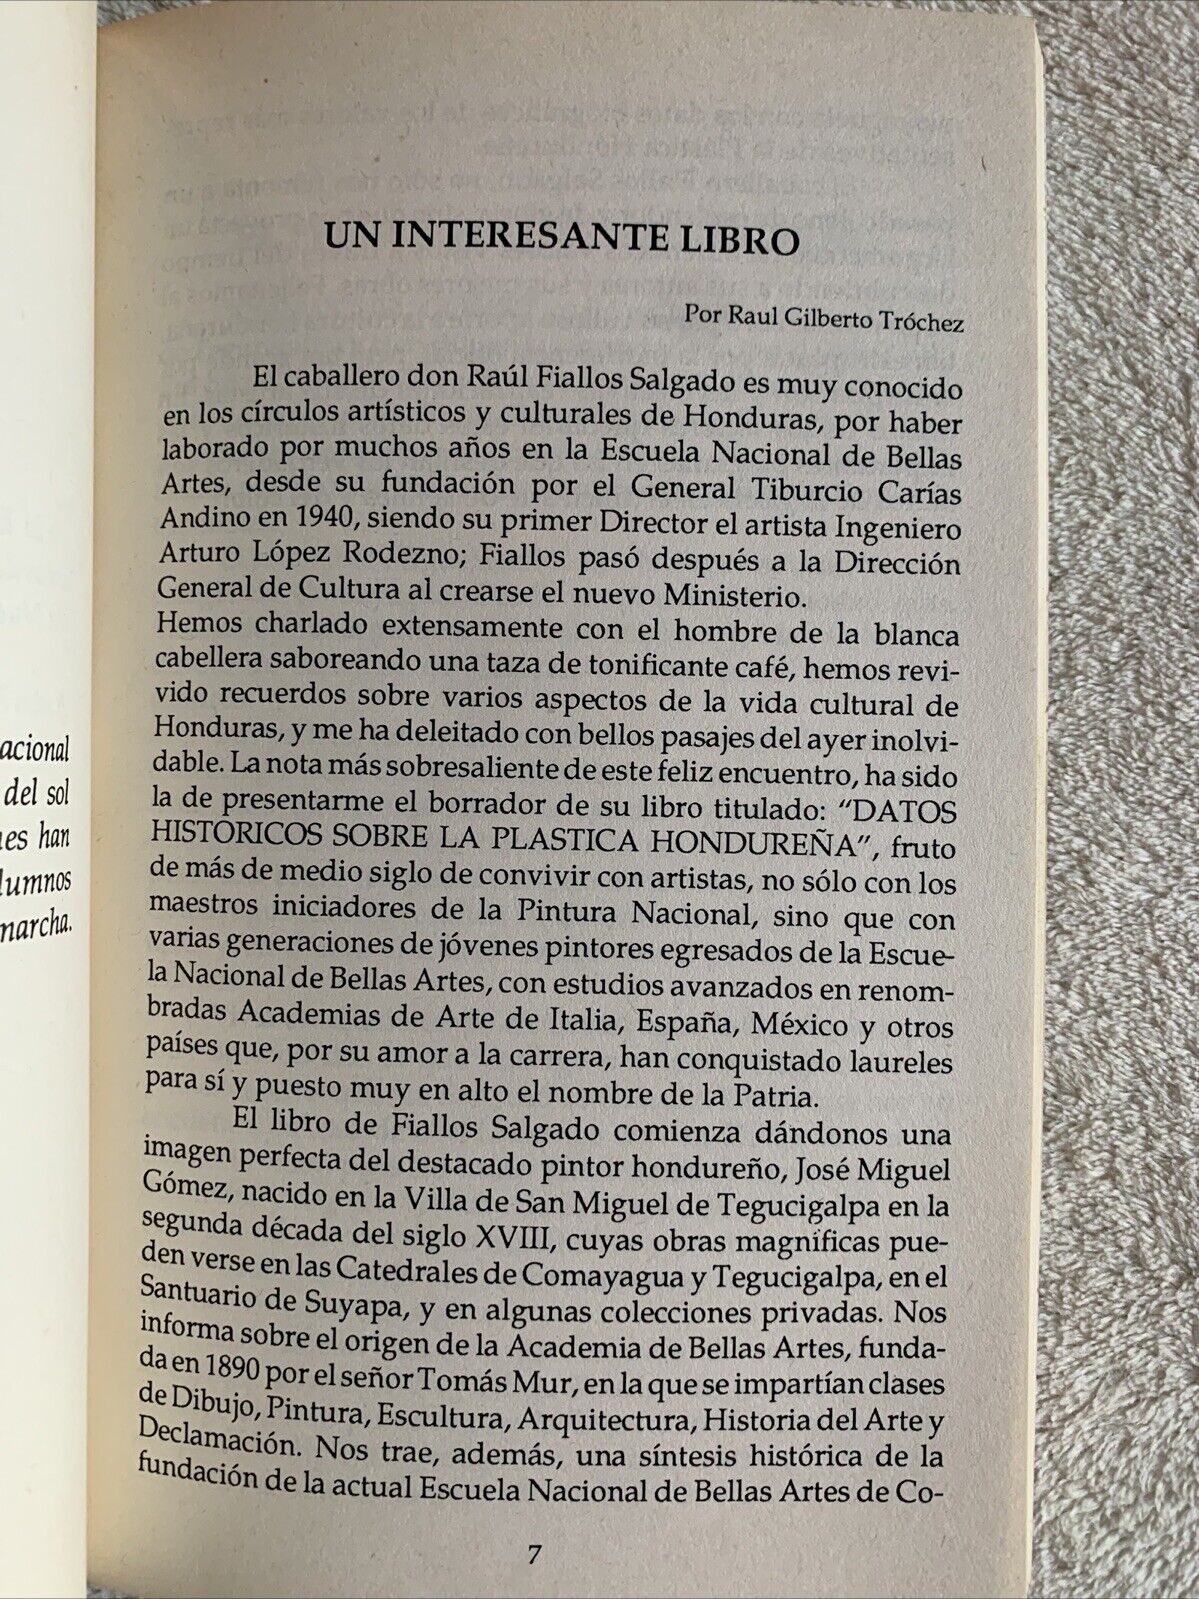 acional
del sol
han
lumnos
marcha.
UN INTERESANTE LIBRO
Por Raul Gilberto Tróchez
El caballero don Raúl Fiallos Salgado es muy conocido
en los círculos artísticos y culturales de Honduras, por haber
laborado por muchos años en la Escuela Nacional de Bellas
Artes, desde su fundación por el General Tiburcio Carías
Andino en 1940, siendo su primer Director el artista Ingeniero
Arturo López Rodezno; Fiallos pasó después a la Dirección
General de Cultura al crearse el nuevo Ministerio.
Hemos charlado extensamente con el hombre de la blanca
cabellera saboreando una taza de tonificante café, hemos revi-
vido recuerdos sobre varios aspectos de la vida cultural de
Honduras, y me ha deleitado con bellos pasajes del ayer inolvi-
dable. La nota más sobresaliente de este feliz encuentro, ha sido
la de presentarme el borrador de su libro titulado: "DATOS
HISTORICOS SOBRE LA PLASTICA HONDUREÑA", fruto
de más de medio siglo de convivir con artistas, no sólo con los
maestros iniciadores de la Pintura Nacional, sino que con
varias generaciones de jóvenes pintores egresados de la Escue-
la Nacional de Bellas Artes, con estudios avanzados en renom-
bradas Academias de Arte de Italia, España, México y otros
países que, por su amor a la carrera, han conquistado laureles
para sí y puesto muy en alto el nombre de la Patria.
El libro de Fiallos Salgado comienza dándonos una
imagen perfecta del destacado pintor hondureño, José Miguel
Gómez, nacido en la Villa de San Miguel de Tegucigalpa en la
segunda década del siglo XVIII, cuyas obras magníficas pue-
den verse en las Catedrales de Comayagua y Tegucigalpa, en el
Santuario de Suyapa, y en algunas colecciones privadas. Nos
informa sobre el origen de la Academia de Bellas Artes, funda-
da en 1890 por el señor Tomás Mur, en la que se impartían clases
de Dibujo, Pintura, Escultura, Arquitectura, Historia del Arte y
Declamación. Nos trae, además, una síntesis histórica de la
fundación de la actual Escuela Nacional de Bellas Artes de Co-
7